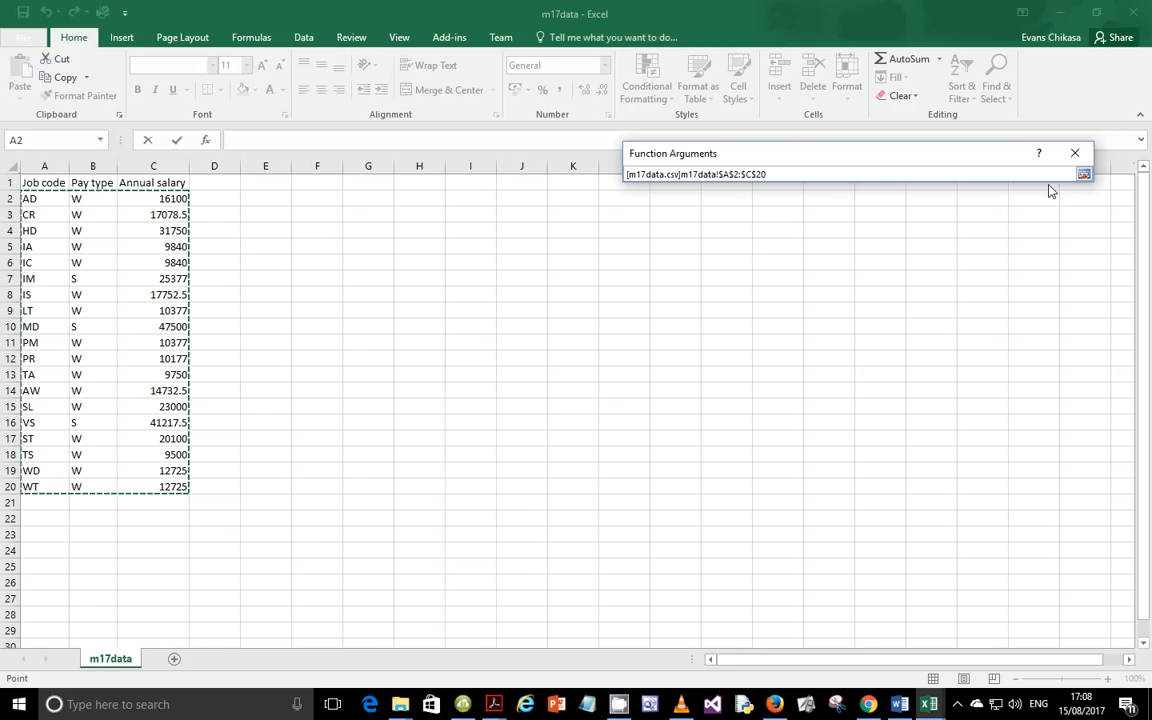 m17data - Excel
File Home Insert Page Layout Formulas Data Review View Add-ins Team Tell me what you want to do... Evans Chikasa Share
Paste Cut Copy Format Painter Clipboard
11 B I U A Font
Wrap Text Merge & Center Alignment
General % , Number
Conditional Formatting Format as Table Cell Styles Styles
Insert Delete Format Cells
AutoSum Fill Clear Sort & Filter Find & Select Editing
A2 fx
Function Arguments ?
[m17data.csv]m17data!$A$2:$C$20
A B C D E F G H I J K
1 Job code Pay type Annual salary
2 AD W 16100
3 CR W 17078.5
4 HD W 31750
5 IA W 9840
6 IC W 9840
7 IM S 25377
8 IS W 17752.5
9 LT W 10377
10 MD S 47500
11 PM W 10377
12 PR W 10177
13 TA W 9750
14 AW W 14732.5
15 SL W 23000
16 VS S 41217.5
17 ST W 20100
18 TS W 9500
19 WD W 12725
20 WT W 12725
21
22
23
24
25
26
27
28
29
30
m17data
Point 100%
Type here to search ENG 17:08
15/08/2017